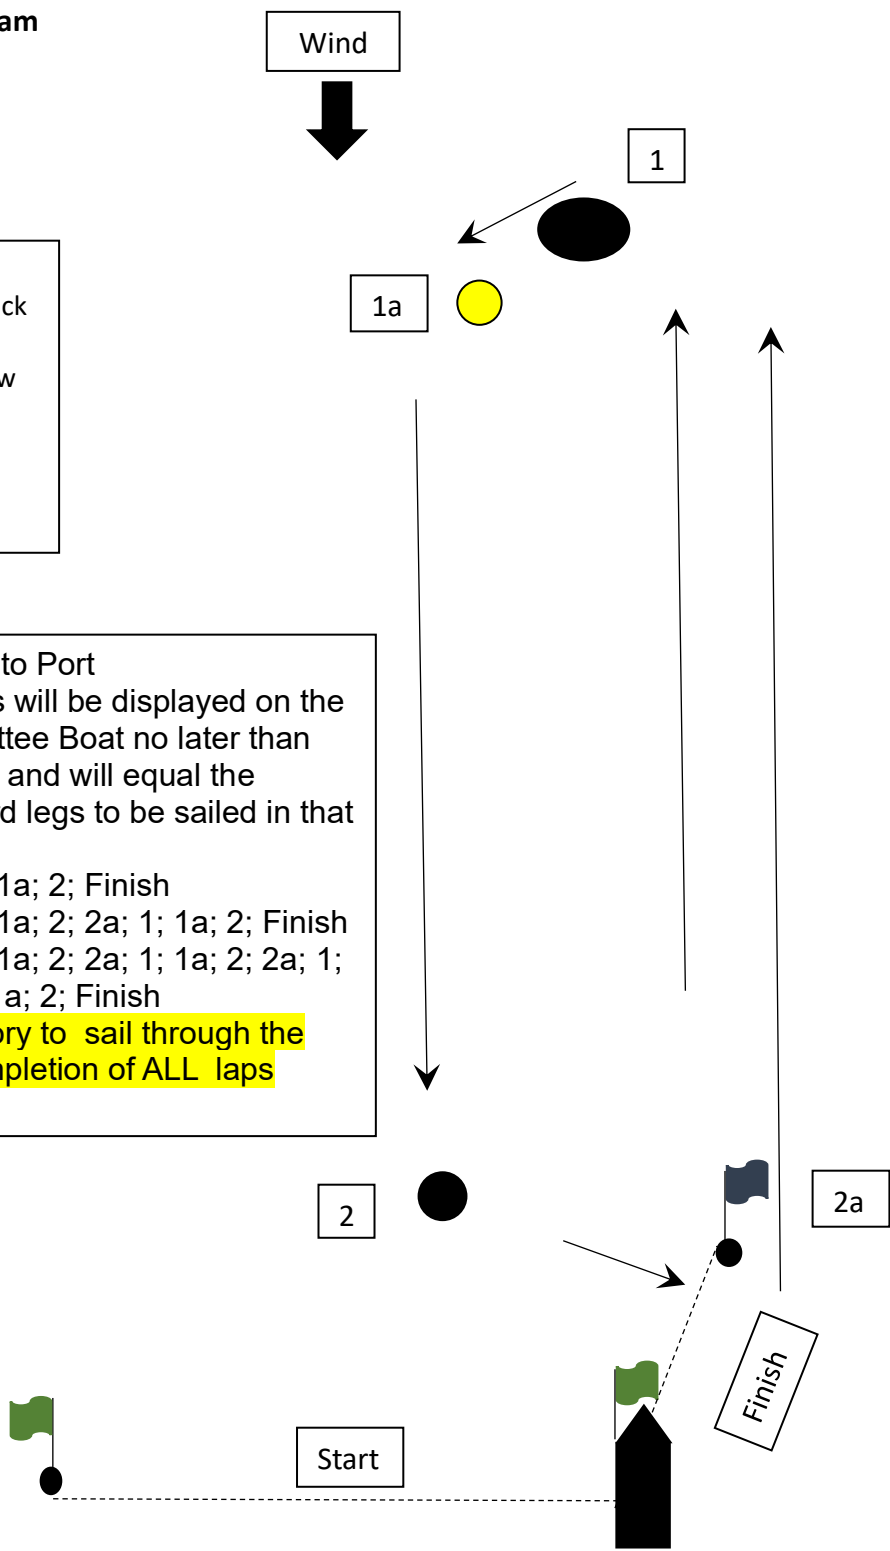 am
Wind
1
ck
1a
w
to Port
s will be displayed on the
ttee Boat no later than
and will equal the
d legs to be sailed in that
1a; 2; Finish
1a; 2; 2a; 1; 1a; 2; Finish
1a; 2; 2a; 1; 1a; 2; 2a; 1;
a; 2; Finish
ory to sail through the
mpletion of ALL laps
2
2a
Finish
Start